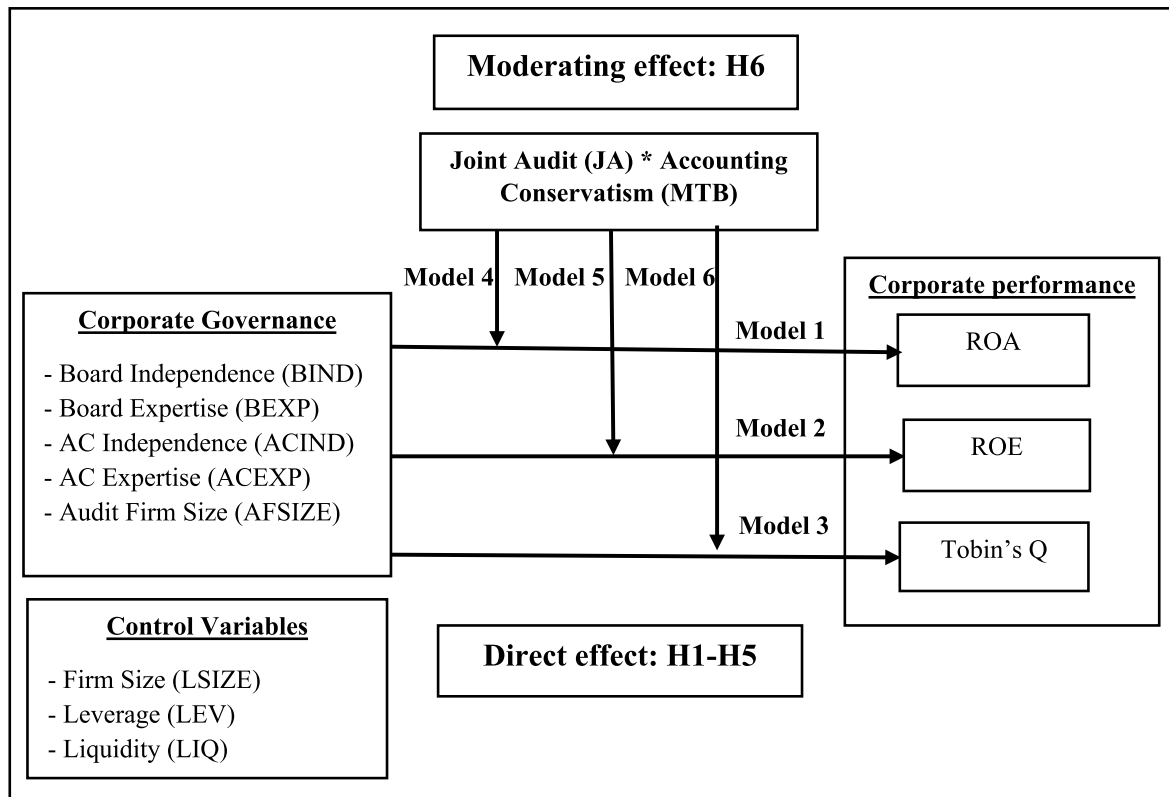 Moderating effect: H6
Joint Audit (JA) * Accounting
Conservatism (MTB)
Model 4
Model 5
Model 6
Corporate Governance
- Board Independence (BIND)
- Board Expertise (BEXP)
- AC Independence (ACIND)
- AC Expertise (ACEXP)
- Audit Firm Size (AFSIZE)
Model 1
Model 2
Model 3
Corporate performance
ROA
ROE
Tobin’s Q
Control Variables
- Firm Size (LSIZE)
- Leverage (LEV)
- Liquidity (LIQ)
Direct effect: H1-H5